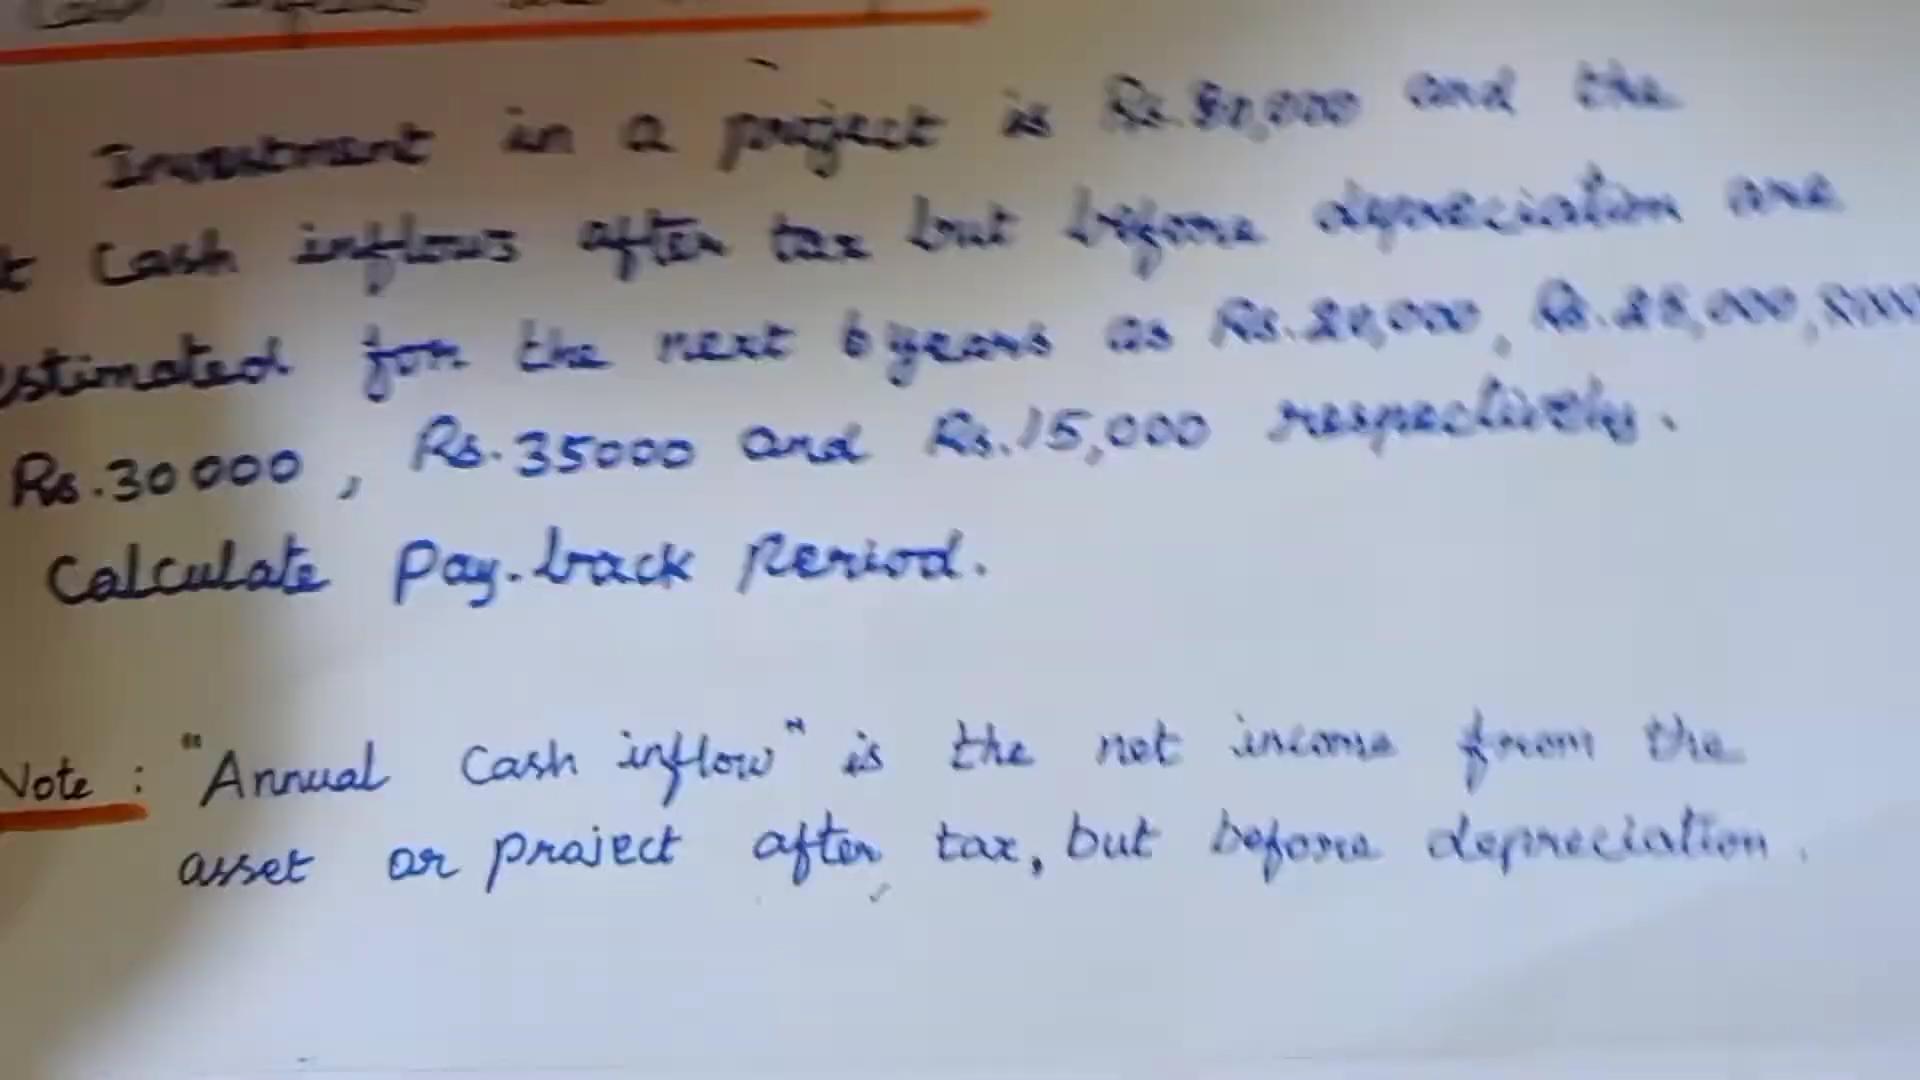 Investment in a project is Rs. and the
t Cash inflows after tax but before depreciation are
estimated for the next 6 years as Rs.20,000, Rs.25,000,
Rs.30000, Rs.35000 and Rs.15,000 respectively.
Calculate Pay-back Period.
Note : "Annual Cash inflow" is the net income from the
asset or project after tax, but before depreciation.